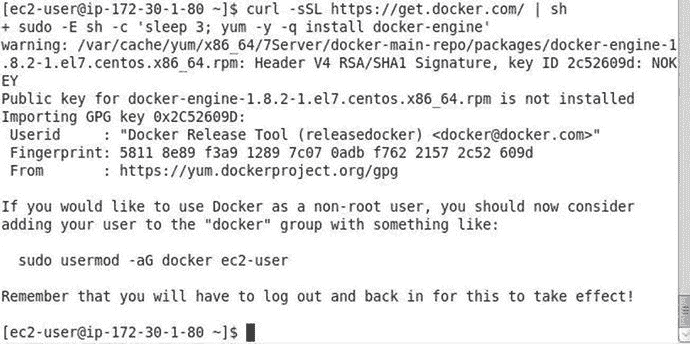 [ec2-user@ip-172-30-1-80 ~]$ curl -sSL https://get.docker.com/ | sh
+ sudo -E sh -c 'sleep 3; yum -y -q install docker-engine'
warning: /var/cache/yum/x86_64/7Server/docker-main-repo/packages/docker-engine-1
.8.2-1.el7.centos.x86_64.rpm: Header V4 RSA/SHA1 Signature, key ID 2c52609d: NOK
EY
Public key for docker-engine-1.8.2-1.el7.centos.x86_64.rpm is not installed
Importing GPG key 0x2C52609D:
 Userid     : "Docker Release Tool (releasedocker) <docker@docker.com>"
 Fingerprint: 5811 8e89 f3a9 1289 7c07 0adb f762 2157 2c52 609d
 From       : https://yum.dockerproject.org/gpg
If you would like to use Docker as a non-root user, you should now consider
adding your user to the "docker" group with something like:
  sudo usermod -aG docker ec2-user
Remember that you will have to log out and back in for this to take effect!
[ec2-user@ip-172-30-1-80 ~]$